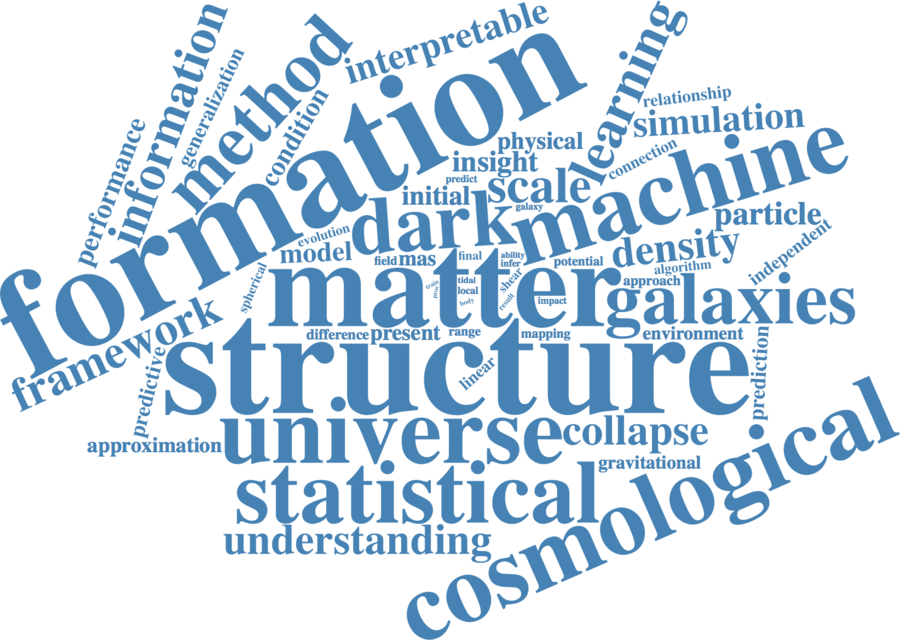 interpretable
formation
information
method
learning
generalization
performance
condition
relationship
simulation
physical
insight
connection
machine
predict
initial
scale
galaxy
dark
particle
evolution
model
density
independent
field
mas
final
ability
infer
potential
algorithm
approach
spherical
matter
train
tidal
local
body
shear
result
impact
galaxies
framework
difference
present
range
mapping
environment
structure
linear
predictive
prediction
approximation
universe
collapse
gravitational
statistical
cosmological
understanding